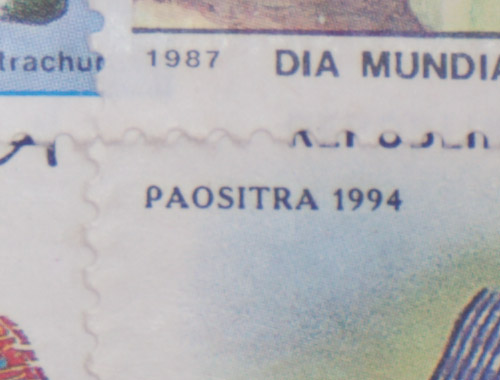 trachur
1987 DIA MUNDIA
PAOSITRA 1994